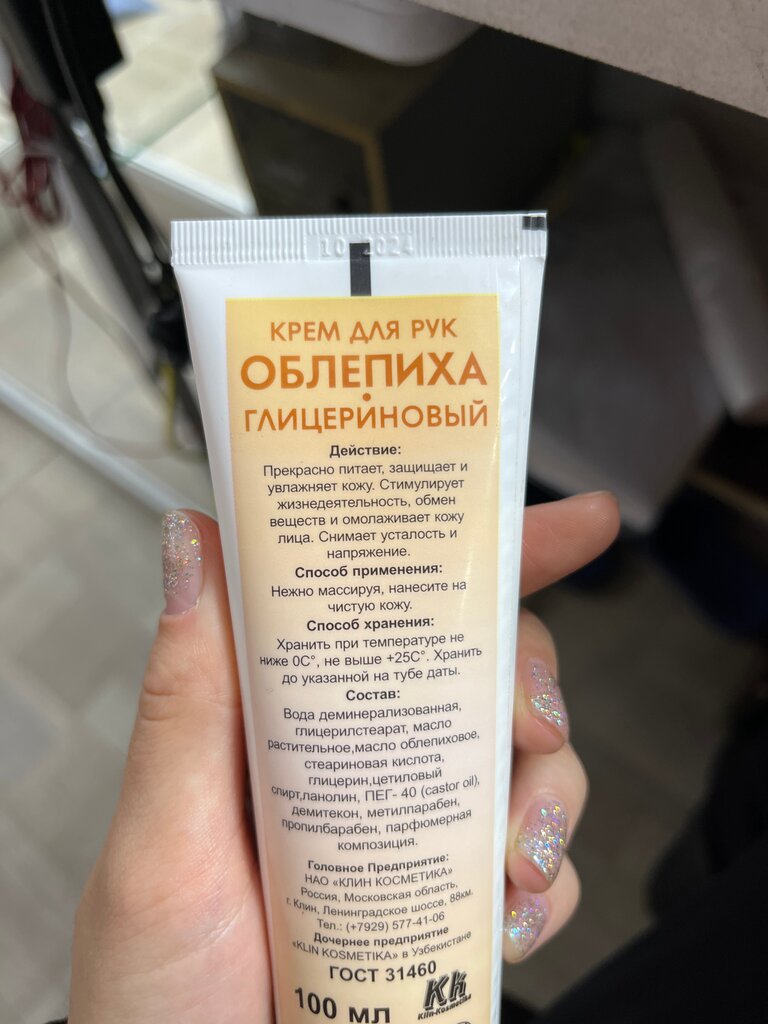 10 2024
КРЕМ ДЛЯ РУК
ОБЛЕПИХА
•
ГЛИЦЕРИНОВЫЙ
Действие:
Прекрасно питает, защищает и
увлажняет кожу. Стимулирует
жизнедеятельность, обмен
веществ и омолаживает кожу
лица. Снимает усталость и
напряжение.
Способ применения:
Нежно массируя, нанесите на
чистую кожу.
Способ хранения:
Хранить при температуре не
ниже 0С°, не выше +25С°. Хранить
до указанной на тубе даты.
Состав:
Вода деминерализованная,
глицерилстеарат, масло
растительное,масло облепиховое,
стеариновая кислота,
глицерин,цетиловый
спирт,ланолин, ПЕГ- 40 (castor oil),
демитекон, метилпарабен,
пропилбарабен, парфюмерная
композиция.
Головное Предприятие:
НАО «КЛИН КОСМЕТИКА»
Россия, Московская область,
г. Клин, Ленинградское шоссе, 88км.
Тел.: (+7929) 577-41-06
Дочернее предприятие
«KLIN KOSMETIKA» в Узбекистане
ГОСТ 31460
100 мл
KK
Klin-Kosmetika